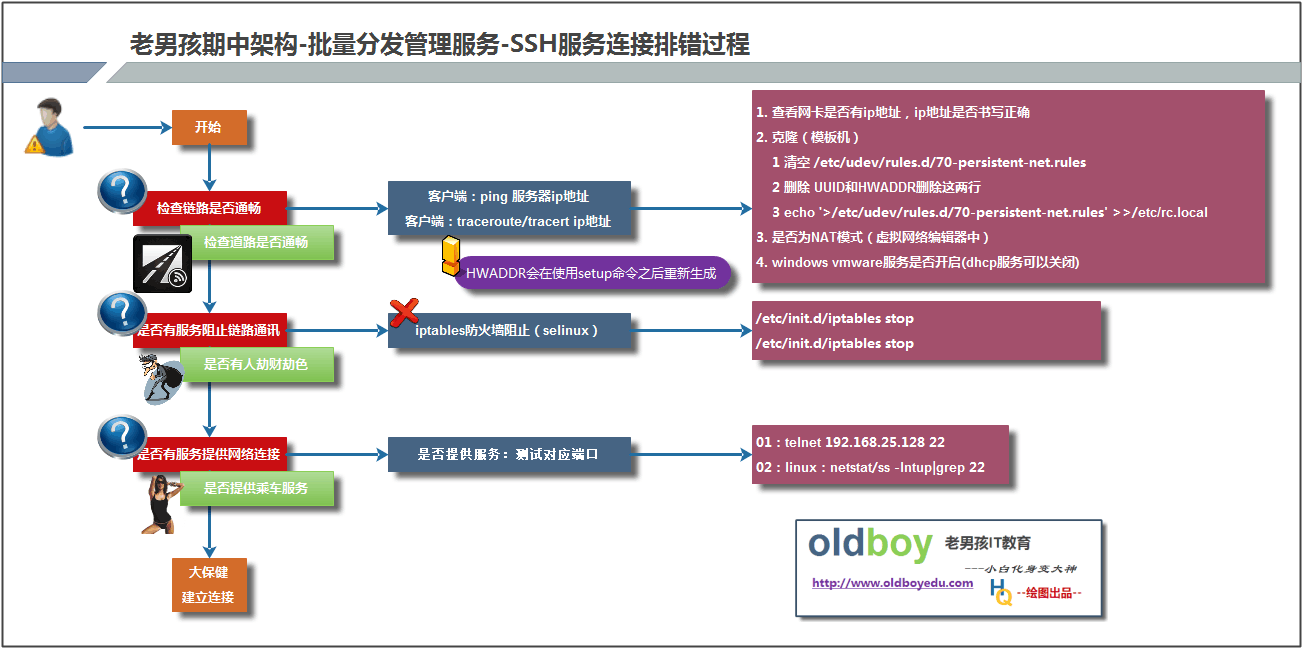 老男孩期中架构-批量分发管理服务-SSH服务连接排错过程
开始
检查链路是否通畅
检查道路是否通畅
客户端：ping 服务器ip地址
客户端：traceroute/tracert ip地址
HWADDR会在使用setup命令之后重新生成
1. 查看网卡是否有ip地址，ip地址是否书写正确
2. 克隆（模板机）
1 清空 /etc/udev/rules.d/70-persistent-net.rules
2 删除 UUID和HWADDR删除这两行
3 echo '>/etc/udev/rules.d/70-persistent-net.rules' >>/etc/rc.local
3. 是否为NAT模式（虚拟网络编辑器中）
4. windows vmware服务是否开启(dhcp服务可以关闭)
是否有服务阻止链路通讯
是否有人劫财劫色
iptables防火墙阻止（selinux）
/etc/init.d/iptables stop
/etc/init.d/iptables stop
是否有服务提供网络连接
是否提供乘车服务
是否提供服务：测试对应端口
01：telnet 192.168.25.128 22
02：linux：netstat/ss -lntup|grep 22
大保健
建立连接
oldboy 老男孩IT教育
---小白化身变大神
http://www.oldboyedu.com
HQ --绘图出品--